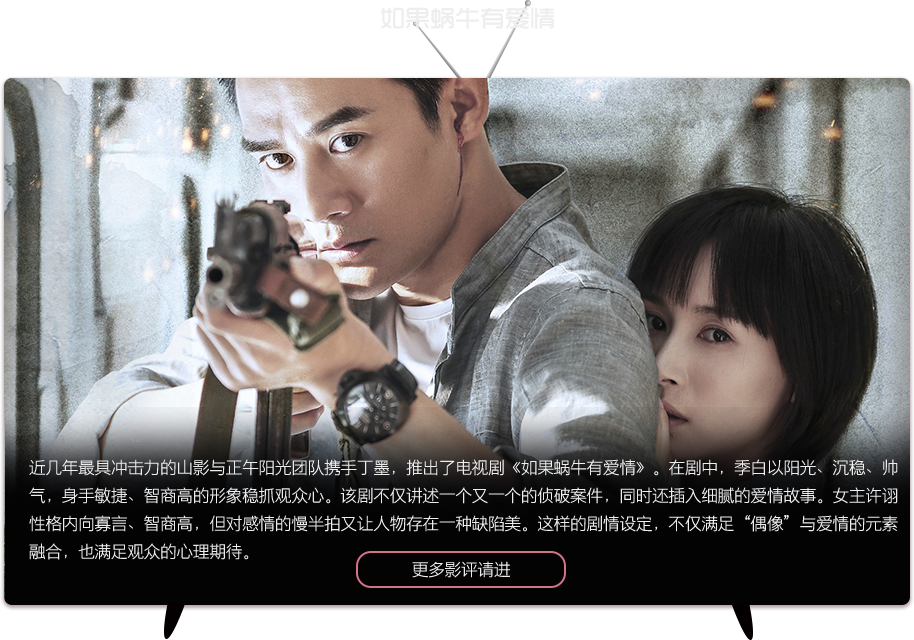 如果蜗牛有爱情
近几年最具冲击力的山影与正午阳光团队携手丁墨，推出了电视剧《如果蜗牛有爱情》。在剧中，季白以阳光、沉稳、帅
气，身手敏捷、智商高的形象稳抓观众心。该剧不仅讲述一个又一个的侦破案件，同时还插入细腻的爱情故事。女主许诩
性格内向寡言、智商高，但对感情的慢半拍又让人物存在一种缺陷美。这样的剧情设定，不仅满足“偶像”与爱情的元素
融合，也满足观众的心理期待。
更多影评请进